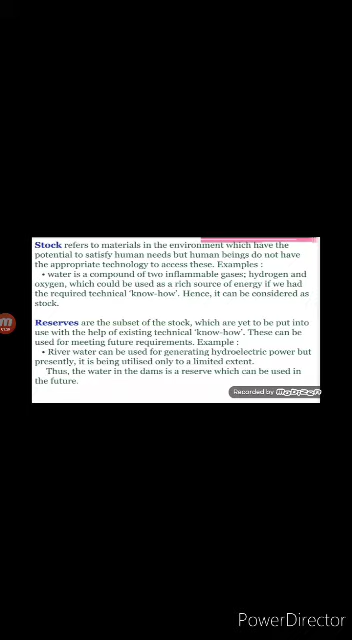 Stock refers to materials in the environment which have the
potential to satisfy human needs but human beings do not have
the appropriate technology to access these. Examples :
• water is a compound of two inflammable gases; hydrogen and
oxygen, which could be used as a rich source of energy if we had
the required technical 'know-how'. Hence, it can be considered as
stock.
Reserves are the subset of the stock, which are yet to be put into
use with the help of existing technical 'know-how'. These can be
used for meeting future requirements. Example :
• River water can be used for generating hydroelectric power but
presently, it is being utilised only to a limited extent.
Thus, the water in the dams is a reserve which can be used in
the future.
Recorded by mobizen
PowerDirector